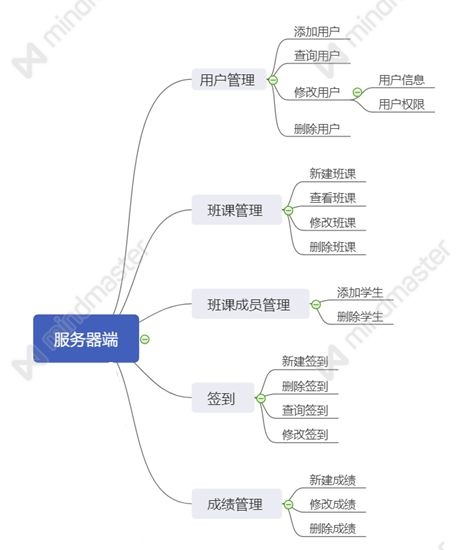 添加用户
查询用户
用户管理
修改用户
用户信息
用户权限
删除用户
新建班课
查看班课
班课管理
修改班课
删除班课
添加学生
班课成员管理
删除学生
服务器端
新建签到
删除签到
签到
查询签到
修改签到
新建成绩
成绩管理
修改成绩
删除成绩
mindmaster
mindmaster
mindmaster
mindmaster